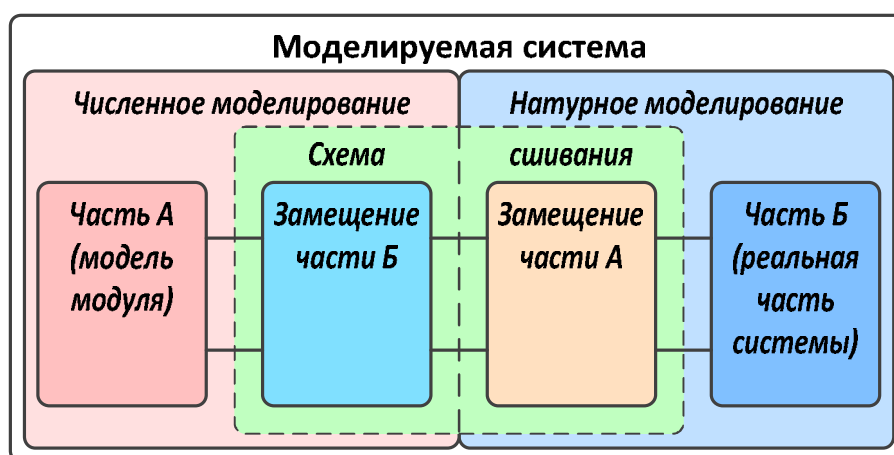 Моделируемая система
Численное моделирование
Натурное моделирование
Схема сшивания
Часть А
(модель
модуля)
Замещение
части Б
Замещение
части А
Часть Б
(реальная
часть
системы)